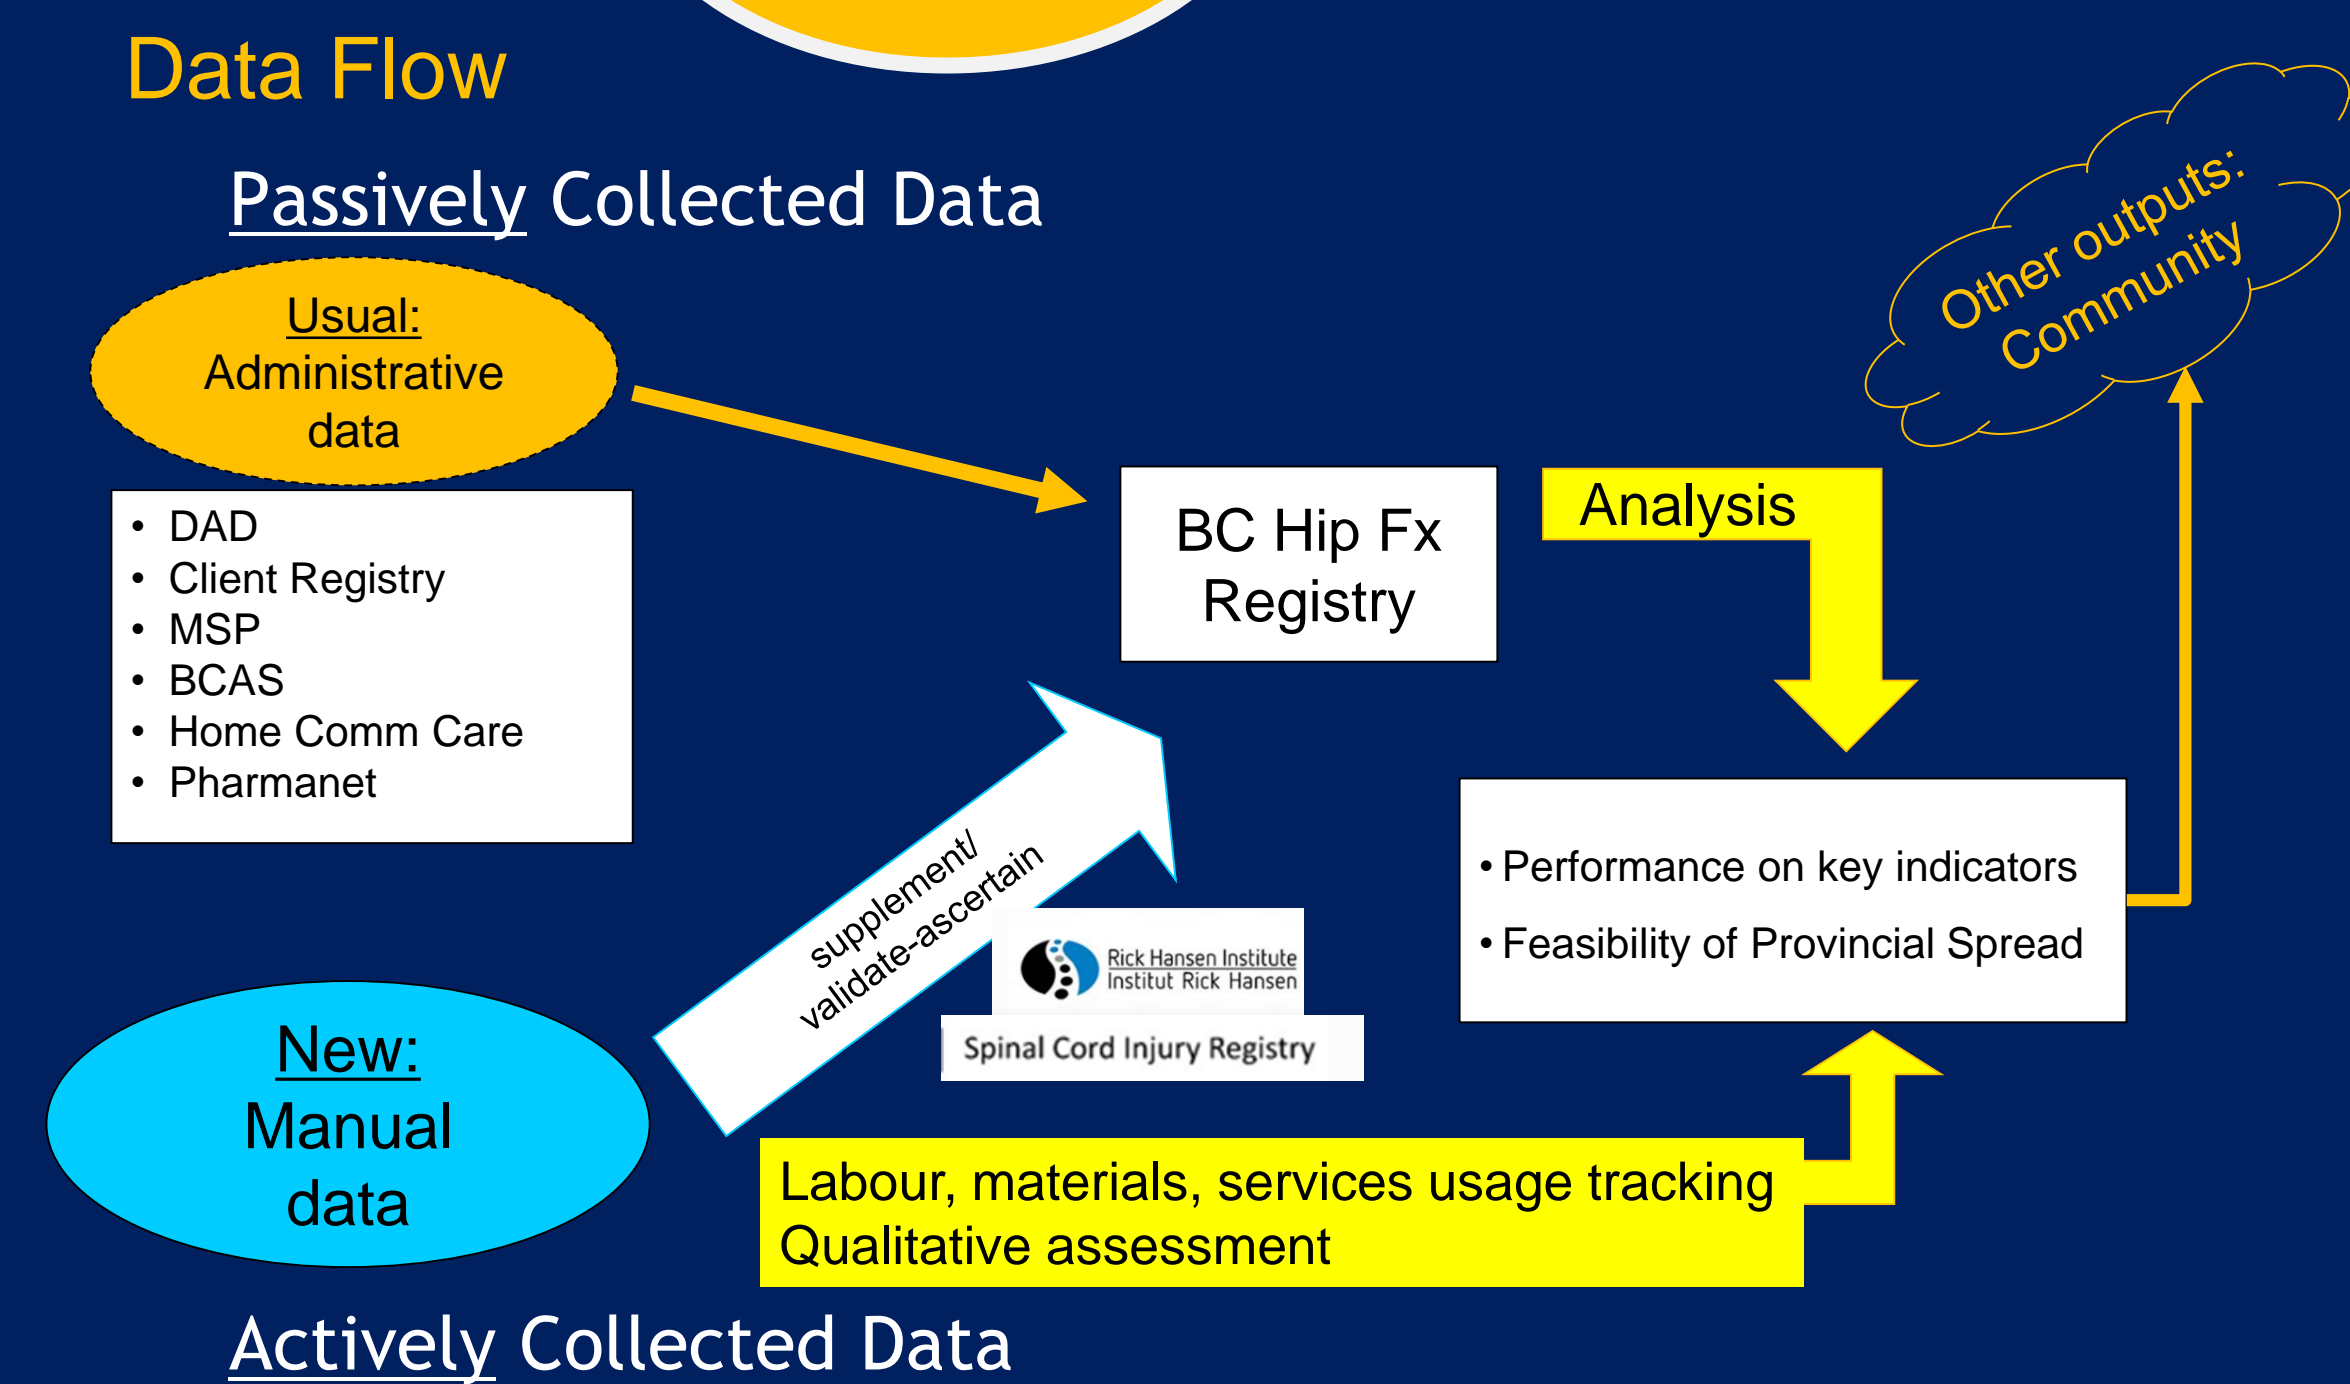 Data Flow
Passively Collected Data
Usual:
Administrative
data
• DAD
• Client Registry
• MSP
• BCAS
• Home Comm Care
• Pharmanet
BC Hip Fx
Registry
Analysis
Other outputs:
Community
• Performance on key indicators
• Feasibility of Provincial Spread
supplement/
validate-ascertain
Rick Hansen Institute
Institut Rick Hansen
Spinal Cord Injury Registry
New:
Manual
data
Labour, materials, services usage tracking
Qualitative assessment
Actively Collected Data